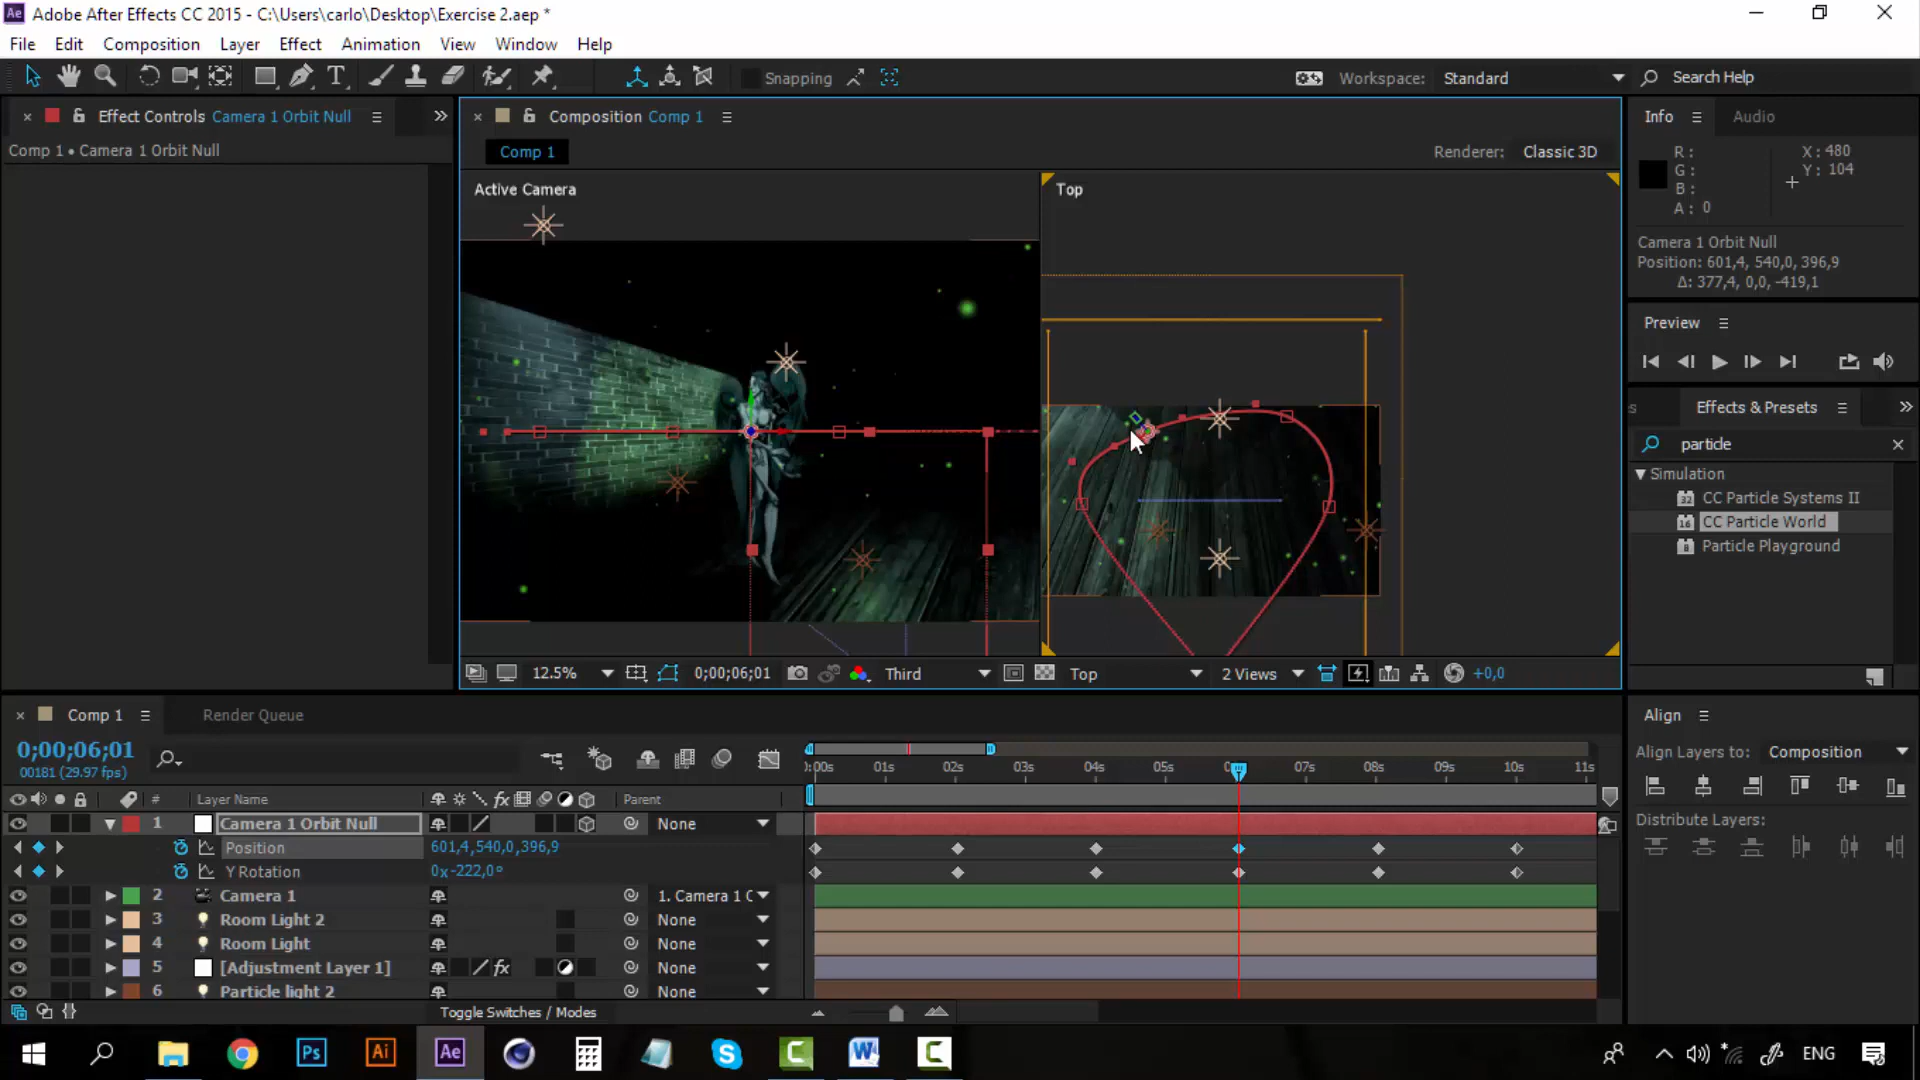 Adobe After Effects CC 2015 - C:\Users\carlo\Desktop\Exercise 2.aep *
File Edit Composition Layer Effect Animation View Window Help
Snapping
Workspace: Standard
Search Help
Effect Controls Camera 1 Orbit Null
Comp 1 • Camera 1 Orbit Null
Composition Comp 1
Comp 1
Renderer: Classic 3D
Active Camera
Top
12.5%
0;00;06;01
Third
Top
2 Views
+0,0
Info Audio
R: X: 480
G: Y: 104
B:
A: 0
Camera 1 Orbit Null
Position: 601,4, 540,0, 396,9
Δ: 377,4, 0,0, -419,1
Preview
Effects & Presets
particle
Simulation
CC Particle Systems II
CC Particle World
Particle Playground
Align
Align Layers to: Composition
Distribute Layers:
Comp 1 Render Queue
0;00;06;01
00181 (29.97 fps)
:00s 01s 02s 03s 04s 05s 07s 08s 09s 10s 11s
# Layer Name fx Parent
1 Camera 1 Orbit Null None
Position 601,4,540,0,396,9
Y Rotation 0x-222,0°
2 Camera 1 1. Camera 1 C
3 Room Light 2 None
4 Room Light None
5 [Adjustment Layer 1] fx None
6 Particle light 2 None
Toggle Switches / Modes
Ps Ai Ae
ENG